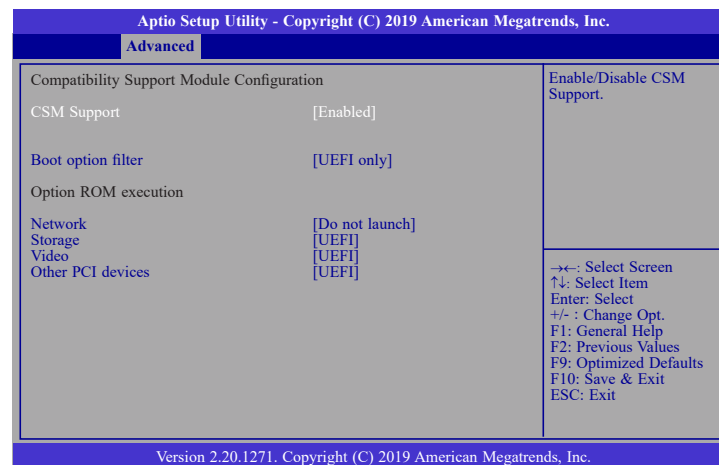 Aptio Setup Utility - Copyright (C) 2019 American Megatrends, Inc.
Advanced
Compatibility Support Module Configuration
CSM Support [Enabled]
Boot option filter [UEFI only]
Option ROM execution
Network [Do not launch]
Storage [UEFI]
Video [UEFI]
Other PCI devices [UEFI]
Enable/Disable CSM
Support.
→←: Select Screen
↑↓: Select Item
Enter: Select
+/- : Change Opt.
F1: General Help
F2: Previous Values
F9: Optimized Defaults
F10: Save & Exit
ESC: Exit
Version 2.20.1271. Copyright (C) 2019 American Megatrends, Inc.